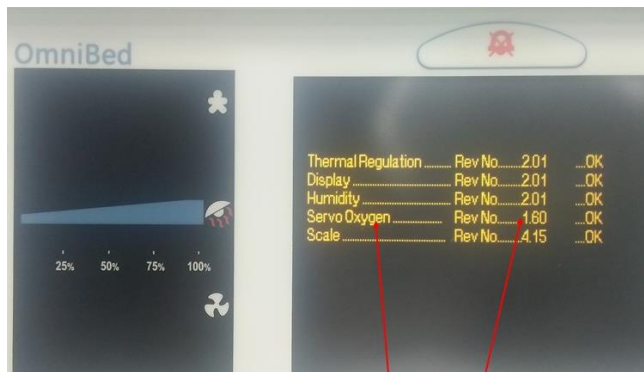 OmniBed
25% 50% 75% 100%
Thermal Regulation ....... Rev No.......2.01 ....OK
Display............................... Rev No.......2.01 ....OK
Humidity............................ Rev No.......2.01 ....OK
Servo Oxygen ............... Rev No.......1.60 ....OK
Scale................................. Rev No.......4.15 ....OK